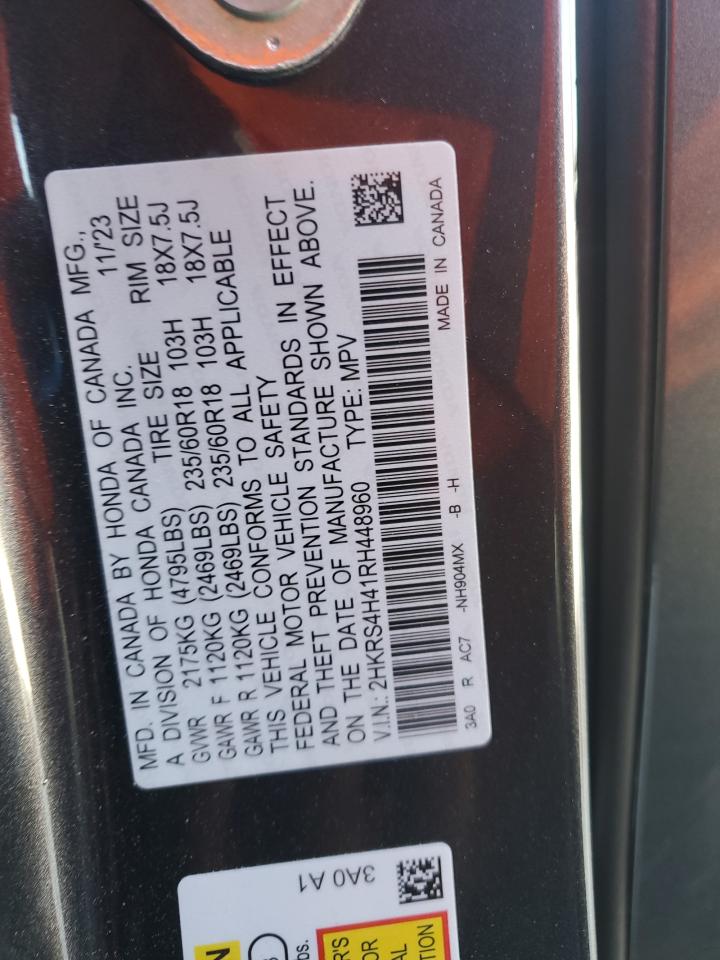 MFD. IN CANADA BY HONDA OF CANADA MFG.,
A DIVISION OF HONDA CANADA INC. 11/'23
GVWR 2175KG (4795LBS) TIRE SIZE RIM SIZE
GAWR F 1120KG (2469LBS) 235/60R18 103H 18X7.5J
GAWR R 1120KG (2469LBS) 235/60R18 103H 18X7.5J
THIS VEHICLE CONFORMS TO ALL APPLICABLE
FEDERAL MOTOR VEHICLE SAFETY
AND THEFT PREVENTION STANDARDS IN EFFECT
ON THE DATE OF MANUFACTURE SHOWN ABOVE.
V.I.N.: 2HKRS4H41RH448960 TYPE: MPV
3A0 R AC7 -NH904MX -B -H MADE IN CANADA
3A0 A1